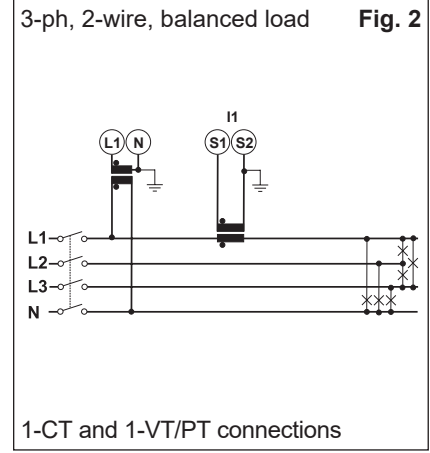 3-ph, 2-wire, balanced load Fig. 2
I1
L1 N S1 S2
L1
L2
L3
N
1-CT and 1-VT/PT connections